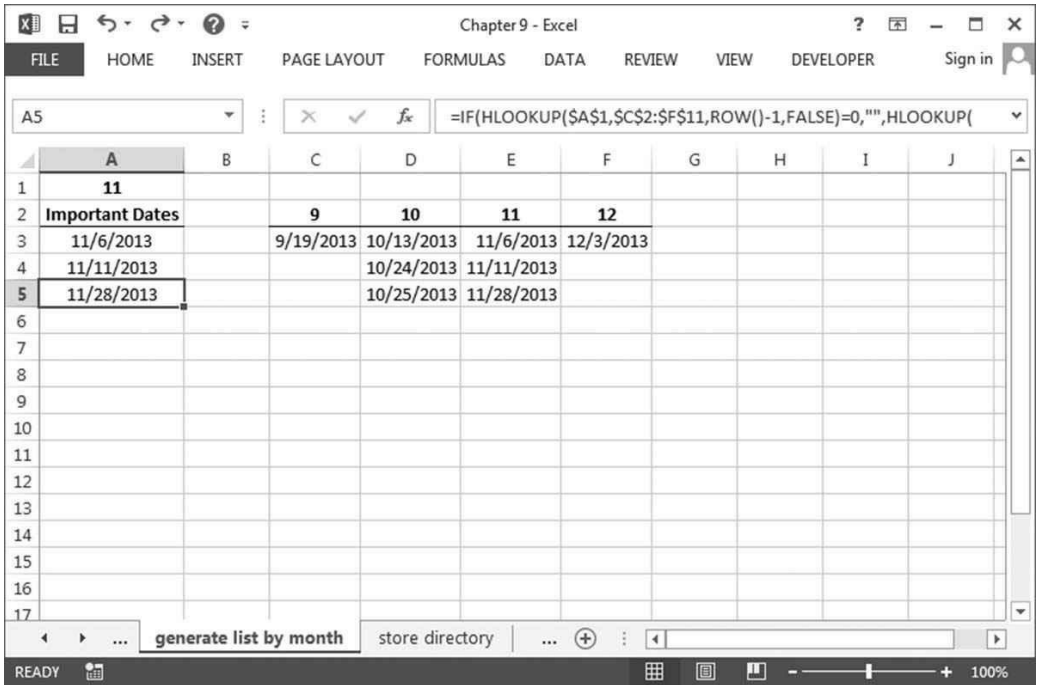 Chapter 9 - Excel
FILE HOME INSERT PAGE LAYOUT FORMULAS DATA REVIEW VIEW DEVELOPER Sign in
A5 fx =IF(HLOOKUP($A$1,$C$2:$F$11,ROW()-1,FALSE)=0,"",HLOOKUP(
A B C D E F G H I J
1 11
2 Important Dates 9 10 11 12
3 11/6/2013 9/19/2013 10/13/2013 11/6/2013 12/3/2013
4 11/11/2013 10/24/2013 11/11/2013
5 11/28/2013 10/25/2013 11/28/2013
6
7
8
9
10
11
12
13
14
15
16
17
... generate list by month store directory ...
READY 100%